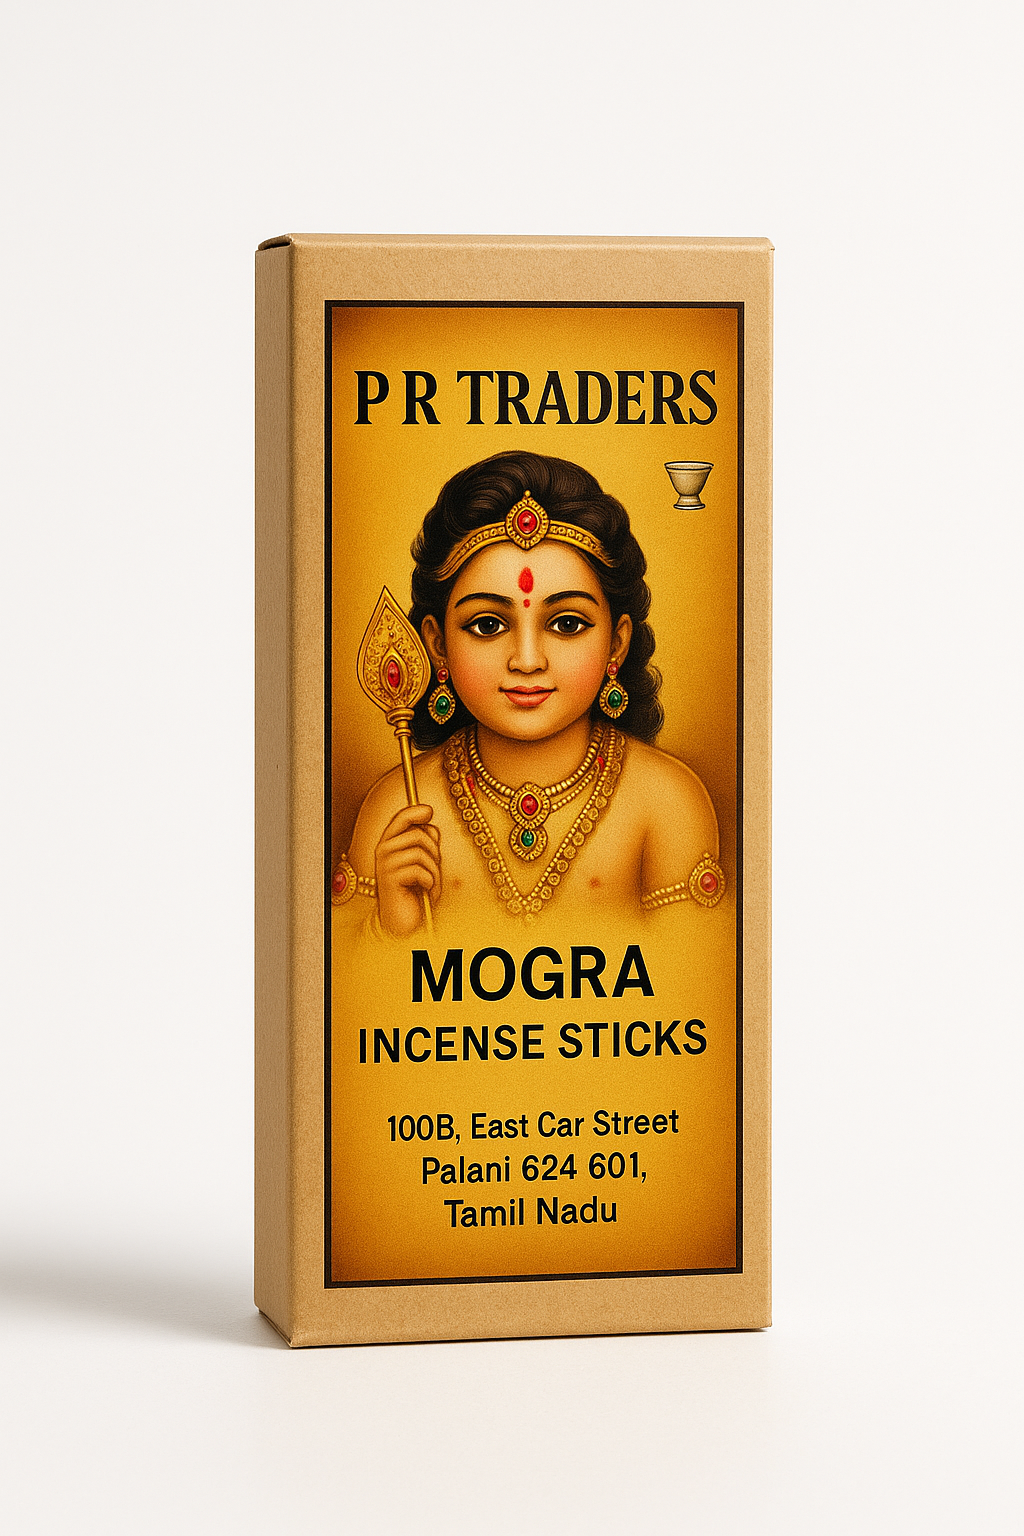 P R TRADERS
MOGRA
INCENSE STICKS
100B, East Car Street
Palani 624 601,
Tamil Nadu